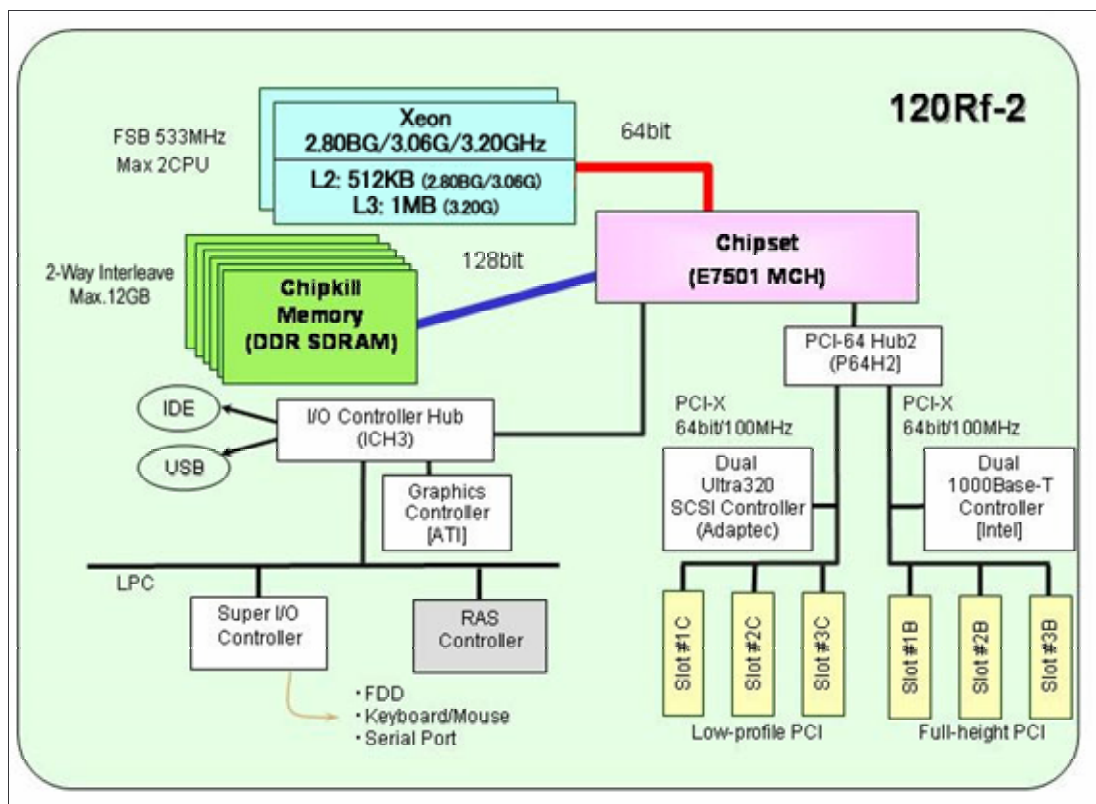 120Rf-2
FSB 533MHz
Max 2CPU
Xeon
2.80BG/3.06G/3.20GHz
L2: 512KB (2.80BG/3.06G)
L3: 1MB (3.20G)
64bit
Chipset
(E7501 MCH)
2-Way Interleave
Max.12GB
Chipkill
Memory
(DDR SDRAM)
128bit
PCI-64 Hub2
(P64H2]
IDE
USB
I/O Controller Hub
(ICH3)
Graphics
Controller
[ATI]
PCI-X
64bit/100MHz
PCI-X
64bit/100MHz
Dual
Ultra320
SCSI Controller
(Adaptec)
Dual
1000Base-T
Controller
[Intel]
LPC
Super I/O
Controller
RAS
Controller
・FDD
・Keyboard/Mouse
・Serial Port
Slot #1C
Slot #2C
Slot #3C
Slot #1B
Slot #2B
Slot #3B
Low-profile PCI
Full-height PCI